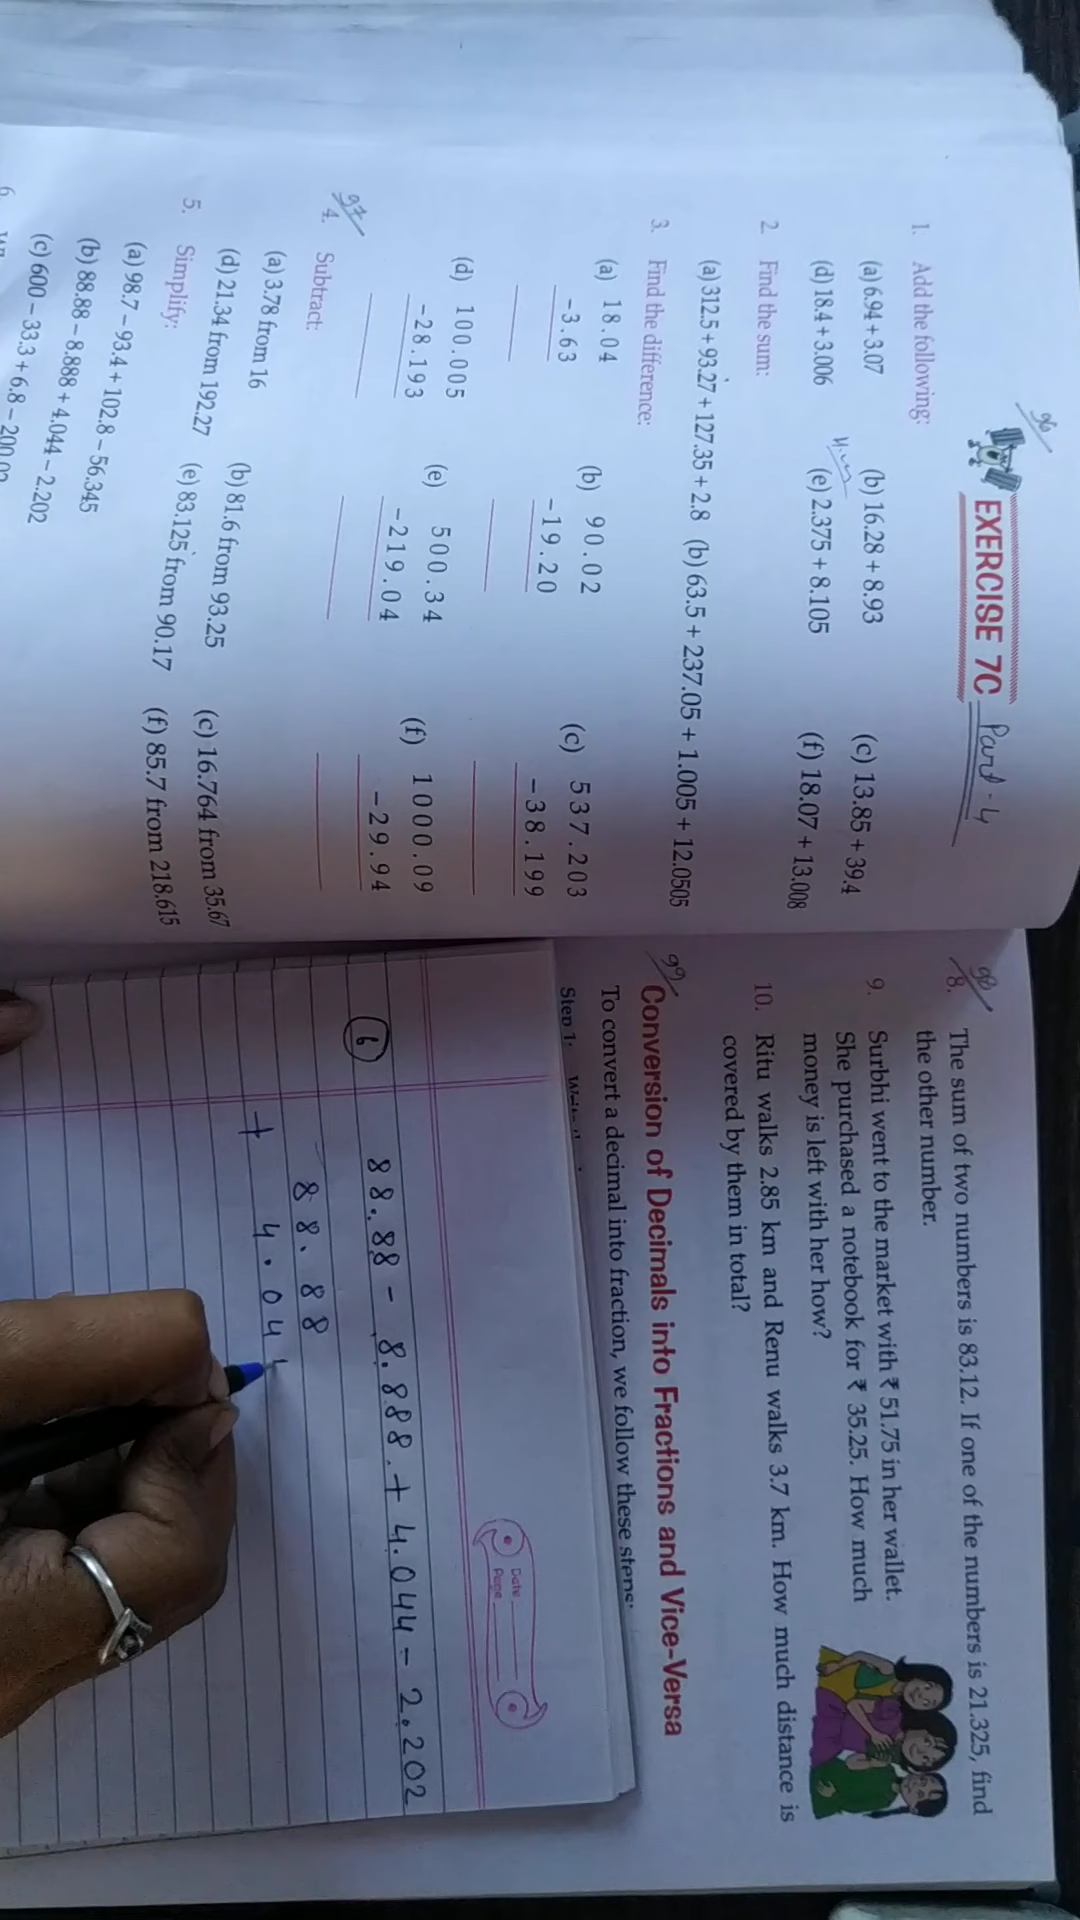 96
EXERCISE 7C Part-4
1. Add the following:
(a) 6.94 + 3.07 (b) 16.28 + 8.93 (c) 13.85 + 39.4
(d) 18.4 + 3.006 (e) 2.375 + 8.105 (f) 18.07 + 13.008
2. Find the sum:
(a) 312.5 + 93.27 + 127.35 + 2.8 (b) 63.5 + 237.05 + 1.005 + 12.0505
3. Find the difference:
(a) 18.04 (b) 90.02 (c) 537.203
-3.63 -19.20 -38.199
(d) 100.005 (e) 500.34 (f) 1000.09
-28.193 -219.04 -29.94
97
4. Subtract:
(a) 3.78 from 16 (b) 81.6 from 93.25 (c) 16.764 from 35.67
(d) 21.34 from 192.27 (e) 83.125 from 90.17 (f) 85.7 from 218.615
5. Simplify:
(a) 98.7 – 93.4 + 102.8 – 56.345
(b) 88.88 – 8.888 + 4.044 – 2.202
(c) 600 – 33.3 + 6.8 – 200.02
6.
98
8. The sum of two numbers is 83.12. If one of the numbers is 21.325, find
the other number.
9. Surbhi went to the market with ₹ 51.75 in her wallet.
She purchased a notebook for ₹ 35.25. How much
money is left with her how?
10. Ritu walks 2.85 km and Renu walks 3.7 km. How much distance is
covered by them in total?
99
Conversion of Decimals into Fractions and Vice-Versa
To convert a decimal into fraction, we follow these steps:
Step 1:
Date
Page
(b) 88.88 - 8.888 + 4.044 - 2.202
88.88
+ 4.04